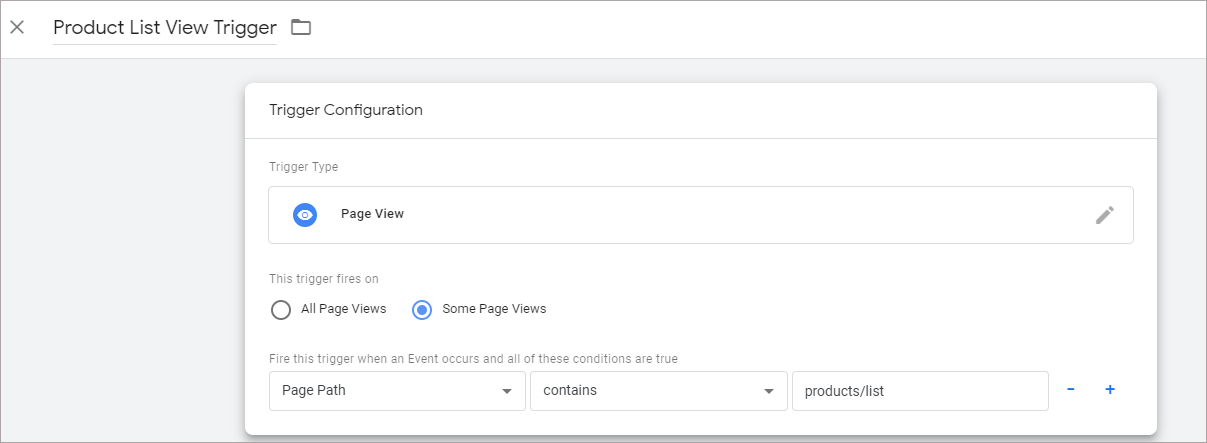 Product List View Trigger
Trigger Configuration
Trigger Type
Page View
This trigger fires on
All Page Views Some Page Views
Fire this trigger when an Event occurs and all of these conditions are true
Page Path contains products/list - +